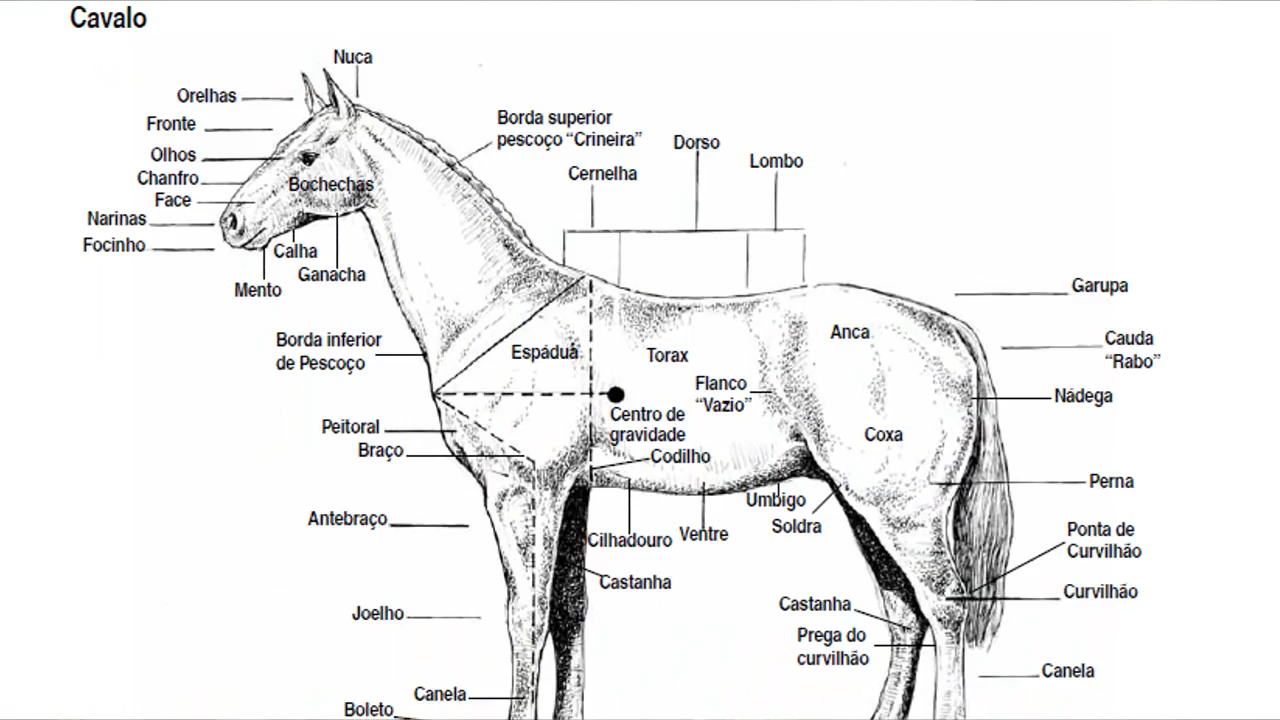 Cavalo
Nuca
Orelhas
Fronte
Olhos
Chanfro
Face
Narinas
Focinho
Bochechas
Calha
Ganacha
Mento
Borda superior
pescoço “Crineira”
Cernelha
Dorso
Lombo
Garupa
Cauda
“Rabo”
Nádega
Perna
Ponta de
Curvilhão
Curvilhão
Canela
Borda inferior
de Pescoço
Espádua
Torax
Anca
Flanco
“Vazio”
Centro de
gravidade
Coxa
Peitoral
Braço
Codilho
Antebraço
Cilhadouro
Ventre
Umbigo
Soldra
Castanha
Joelho
Castanha
Prega do
curvilhão
Canela
Boleto